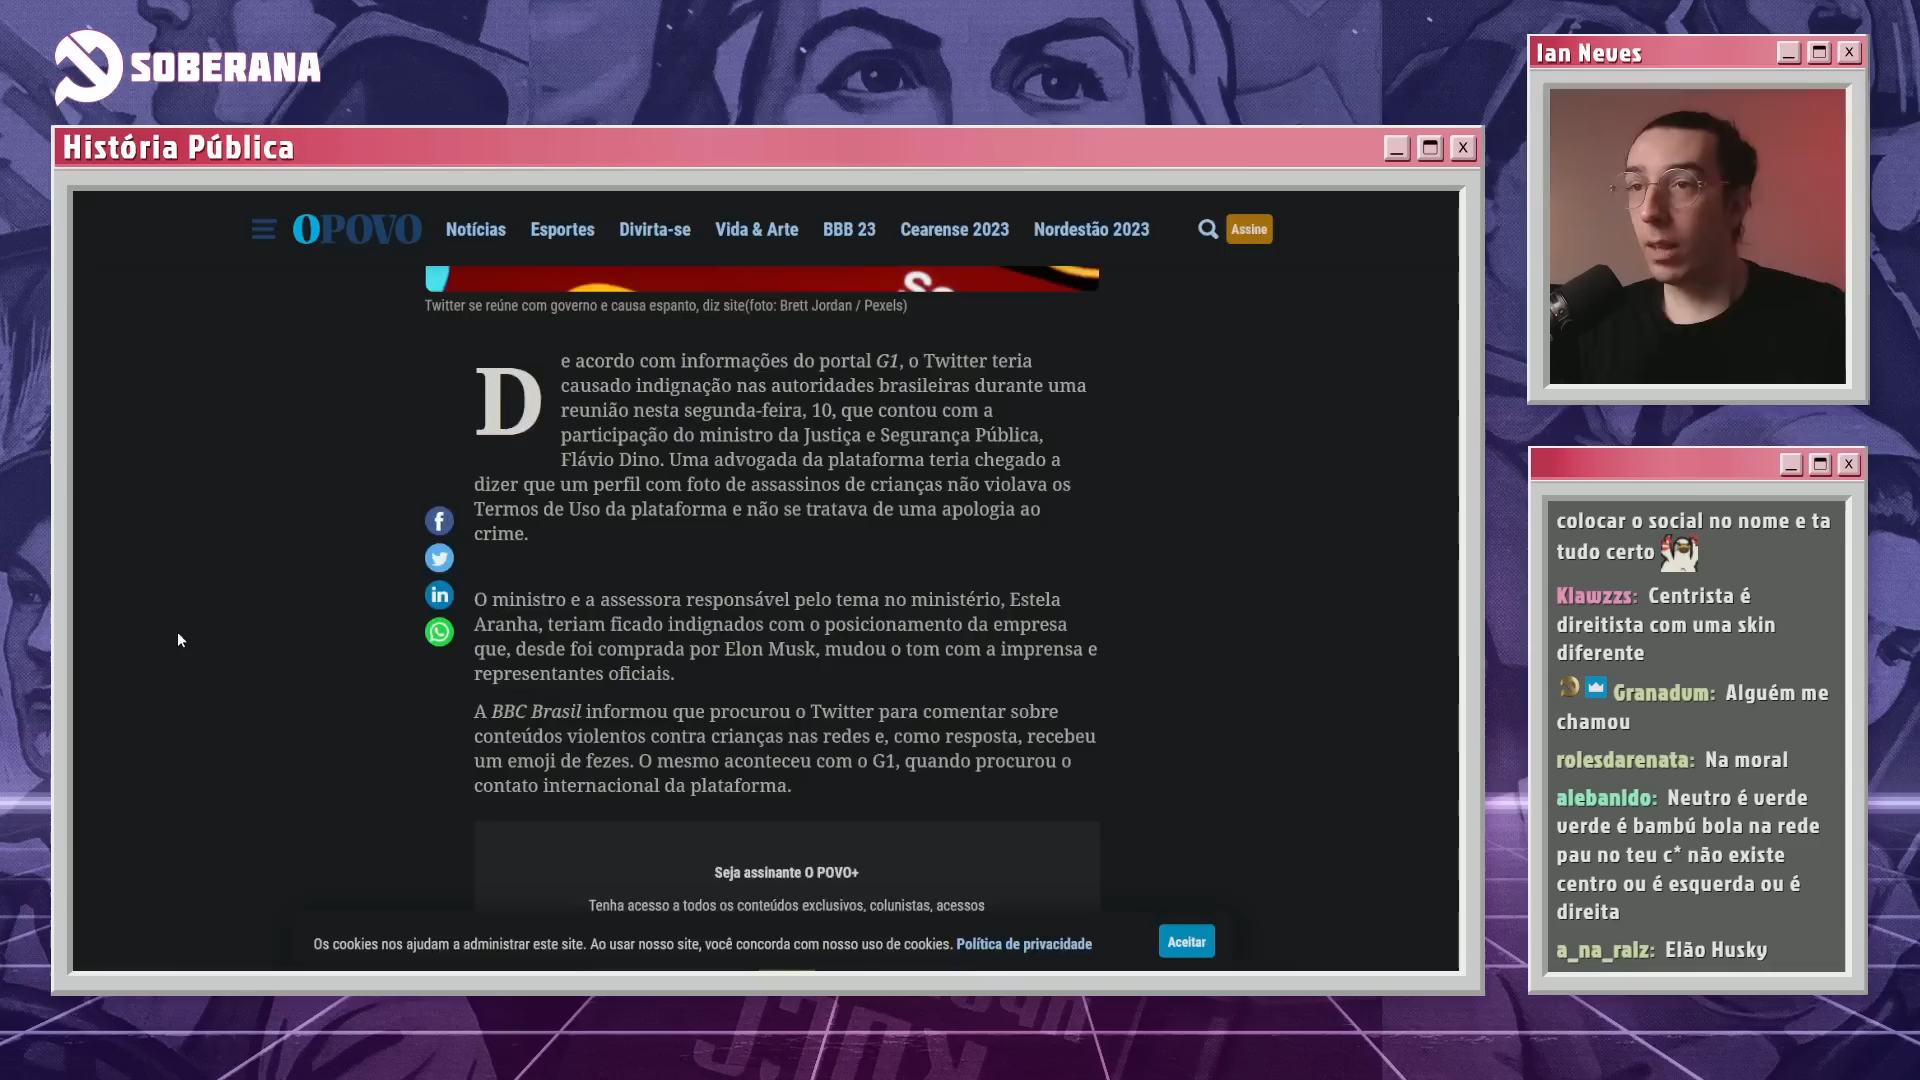 SOBERANA
História Pública
OPOVO Notícias Esportes Divirta-se Vida & Arte BBB 23 Cearense 2023 Nordestão 2023 Assine
Twitter se reúne com governo e causa espanto, diz site(foto: Brett Jordan / Pexels)
De acordo com informações do portal G1, o Twitter teria
causado indignação nas autoridades brasileiras durante uma
reunião nesta segunda-feira, 10, que contou com a
participação do ministro da Justiça e Segurança Pública,
Flávio Dino. Uma advogada da plataforma teria chegado a
dizer que um perfil com foto de assassinos de crianças não violava os
Termos de Uso da plataforma e não se tratava de uma apologia ao
crime.
O ministro e a assessora responsável pelo tema no ministério, Estela
Aranha, teriam ficado indignados com o posicionamento da empresa
que, desde foi comprada por Elon Musk, mudou o tom com a imprensa e
representantes oficiais.
A BBC Brasil informou que procurou o Twitter para comentar sobre
conteúdos violentos contra crianças nas redes e, como resposta, recebeu
um emoji de fezes. O mesmo aconteceu com o G1, quando procurou o
contato internacional da plataforma.
Seja assinante O POVO+
Tenha acesso a todos os conteúdos exclusivos, colunistas, acessos
Os cookies nos ajudam a administrar este site. Ao usar nosso site, você concorda com nosso uso de cookies. Política de privacidade
Aceitar
Ian Neves
colocar o social no nome e ta
tudo certo
Klawzzs: Centrista é
direitista com uma skin
diferente
Granadum: Alguém me
chamou
rolesdarenata: Na moral
alebanldo: Neutro é verde
verde é bambú bola na rede
pau no teu c* não existe
centro ou é esquerda ou é
direita
a_na_raiz: Elão Husky